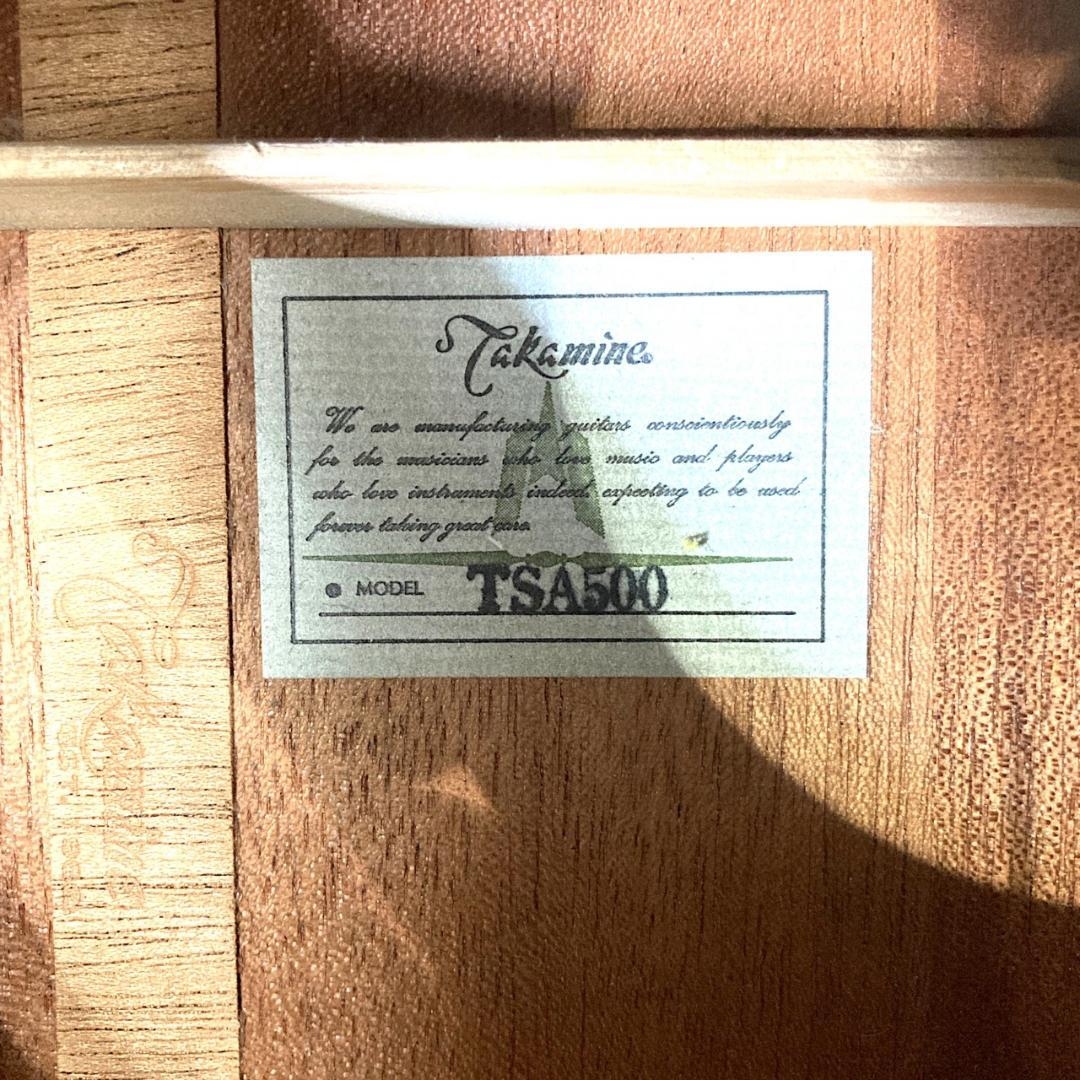 Takamine
We are manufacturing guitars conscientiously
for the musicians who love music and players
who love instruments indeed, expecting to be used
forever taking great care.
● MODEL TSA500
Takamine